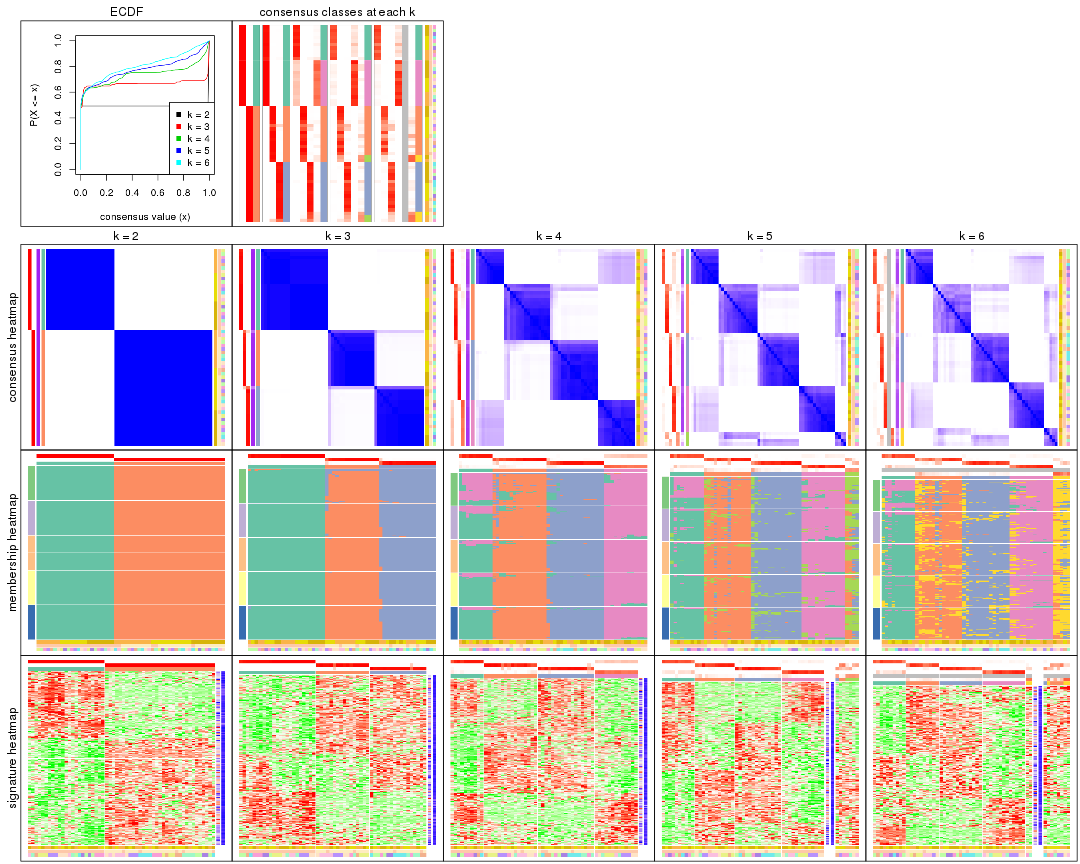 ECDF
consensus classes at each k
P(X <= x)
1.0
0.8
0.6
0.4
0.2
0.0
k = 2
k = 3
k = 4
k = 5
k = 6
0.0 0.2 0.4 0.6 0.8 1.0
consensus value (x)
k = 2
k = 3
k = 4
k = 5
k = 6
consensus heatmap
membership heatmap
signature heatmap